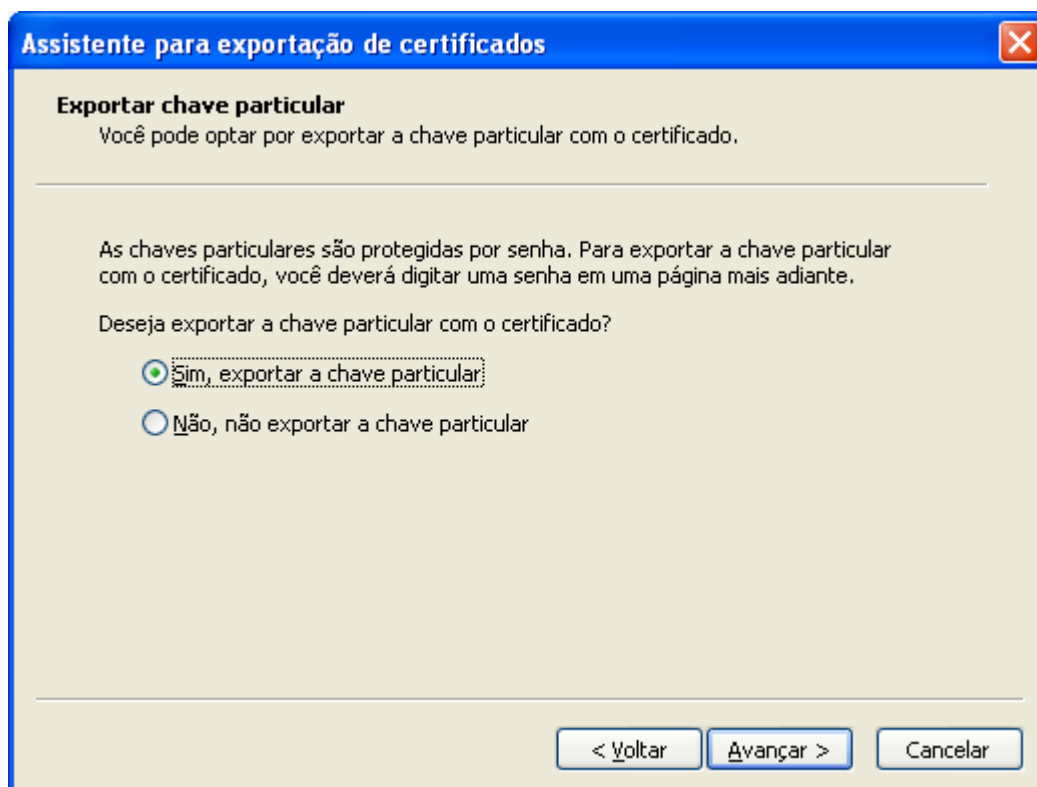 Assistente para exportação de certificados
Exportar chave particular
Você pode optar por exportar a chave particular com o certificado.
As chaves particulares são protegidas por senha. Para exportar a chave particular
com o certificado, você deverá digitar uma senha em uma página mais adiante.
Deseja exportar a chave particular com o certificado?
Sim, exportar a chave particular
Não, não exportar a chave particular
< Voltar
Avançar >
Cancelar